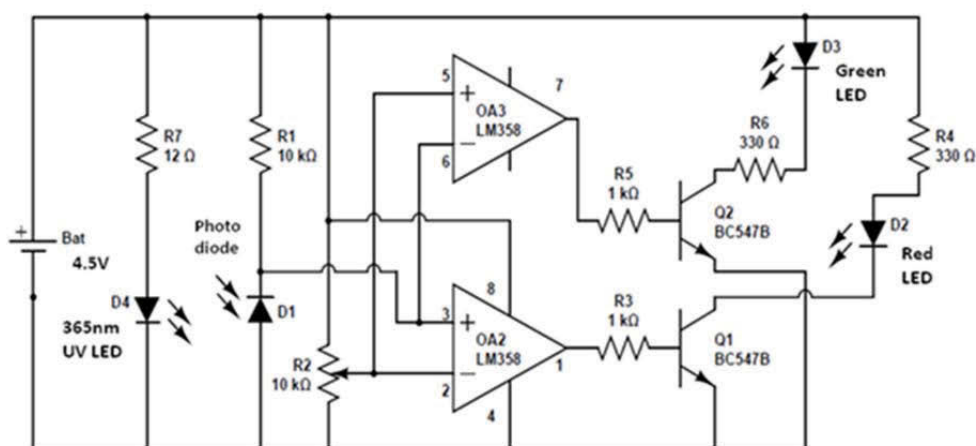 +
Bat
4.5V
R7
12 Ω
D4
365nm
UV LED
R1
10 kΩ
Photo
diode
D1
R2
10 kΩ
5
+
OA3
LM358
−
6
7
8
3
+
OA2
LM358
−
2
1
4
R5
1 kΩ
R3
1 kΩ
Q2
BC547B
Q1
BC547B
R6
330 Ω
D3
Green
LED
R4
330 Ω
D2
Red
LED